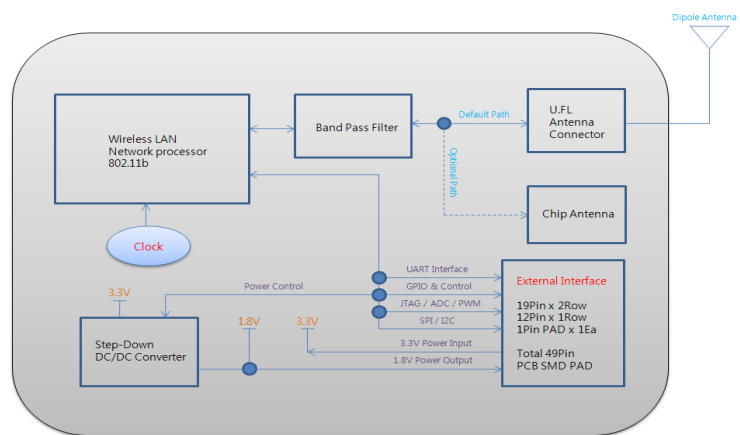 Dipole Antenna
Wireless LAN
Network processor
802.11b
Band Pass Filter
Default Path
U.FL
Antenna
Connector
Optional Path
Chip Antenna
Clock
UART Interface
GPIO & Control
JTAG / ADC / PWM
SPI / I2C
Power Control
External Interface
19Pin x 2Row
12Pin x 1Row
1Pin PAD x 1Ea
Total 49Pin
PCB SMD PAD
3.3V
1.8V
3.3V
Step-Down
DC/DC Converter
3.3V Power Input
1.8V Power Output